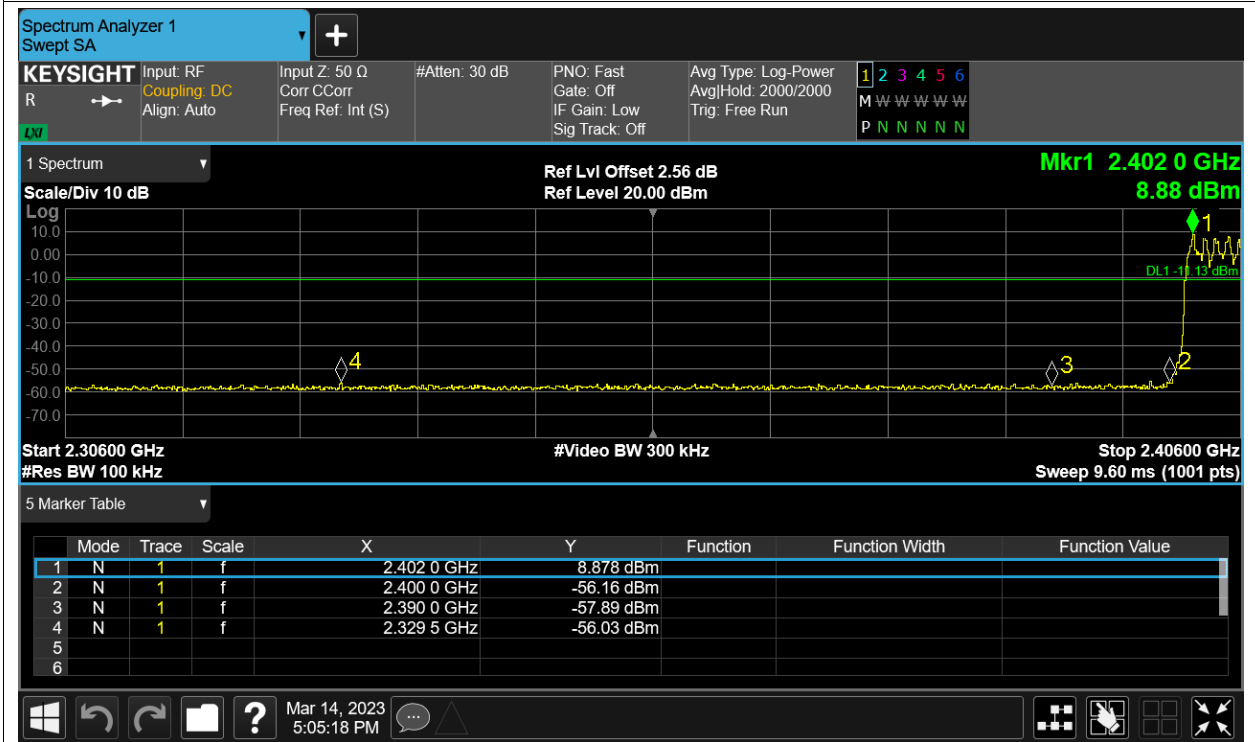 Spectrum Analyzer 1
Swept SA
+
KEYSIGHT Input: RF Input Z: 50 Ω #Atten: 30 dB PNO: Fast Avg Type: Log-Power 1 2 3 4 5 6
R Coupling: DC Corr CCorr Gate: Off Avg|Hold: 2000/2000 M W W W W W W
Align: Auto Freq Ref: Int (S) IF Gain: Low Trig: Free Run
LXI Sig Track: Off P N N N N N N
1 Spectrum Ref Lvl Offset 2.56 dB Mkr1 2.402 0 GHz
Scale/Div 10 dB Ref Level 20.00 dBm 8.88 dBm
Log
1
10.0
0.00
DL1 -11.13 dBm
-10.0
-20.0
-30.0
-40.0
4 3 2
-50.0
-60.0
-70.0
Start 2.30600 GHz #Video BW 300 kHz Stop 2.40600 GHz
#Res BW 100 kHz Sweep 9.60 ms (1001 pts)
5 Marker Table
Mode Trace Scale X Y Function Function Width Function Value
1 N 1 f 2.402 0 GHz 8.878 dBm
2 N 1 f 2.400 0 GHz -56.16 dBm
3 N 1 f 2.390 0 GHz -57.89 dBm
4 N 1 f 2.329 5 GHz -56.03 dBm
5
6
? Mar 14, 2023
5:05:18 PM